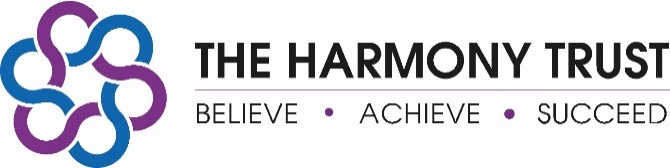 THE HARMONY TRUST
BELIEVE • ACHIEVE • SUCCEED